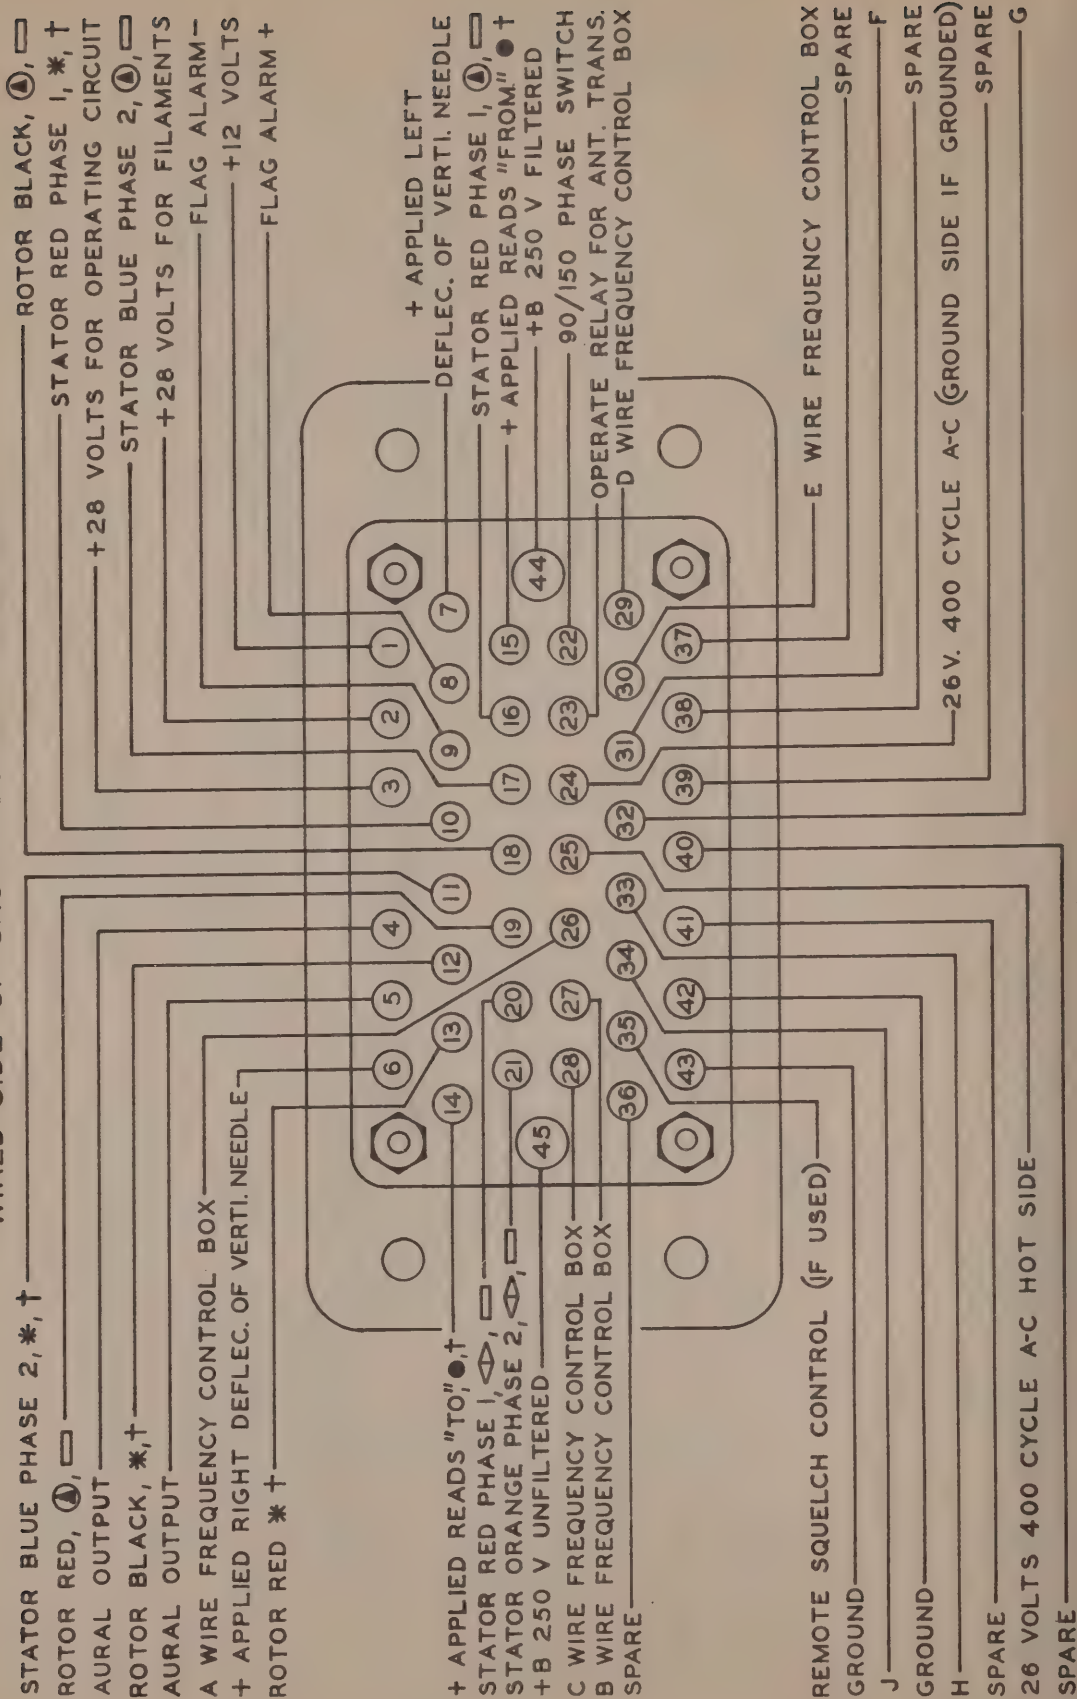 STATOR BLUE PHASE 2, *, †
ROTOR RED, ▭
AURAL OUTPUT
ROTOR BLACK, *, †
AURAL OUTPUT
A WIRE FREQUENCY CONTROL BOX
+ APPLIED RIGHT DEFLEC. OF VERTI. NEEDLE
ROTOR RED * †
+ APPLIED READS "TO," ●, †
STATOR RED PHASE 1, ▭
STATOR ORANGE PHASE 2, ▭
+B 250 V UNFILTERED
C WIRE FREQUENCY CONTROL BOX
B WIRE FREQUENCY CONTROL BOX
SPARE
REMOTE SQUELCH CONTROL (IF USED)
GROUND
J
GROUND
H
SPARE
26 VOLTS 400 CYCLE A-C HOT SIDE
SPARE
ROTOR BLACK, ▭
STATOR RED PHASE 1, *, †
+28 VOLTS FOR OPERATING CIRCUIT
STATOR BLUE PHASE 2, ▭
+28 VOLTS FOR FILAMENTS
FLAG ALARM-
+12 VOLTS
FLAG ALARM +
+ APPLIED LEFT
DEFLEC. OF VERTI. NEEDLE
STATOR RED PHASE 1, ▭
+ APPLIED READS "FROM" ● †
+B 250 V FILTERED
90/150 PHASE SWITCH
OPERATE RELAY FOR ANT. TRANS.
D WIRE FREQUENCY CONTROL BOX
E WIRE FREQUENCY CONTROL BOX
SPARE
F
SPARE
26V. 400 CYCLE A-C (GROUND SIDE IF GROUNDED)
SPARE
G
6 5 4 3 2 1
14 13 12 11 10 9 8 7
21 20 19 18 17 16 15
45 44
28 27 26 25 24 23 22
36 35 34 33 32 31 30 29
43 42 41 40 39 38 37